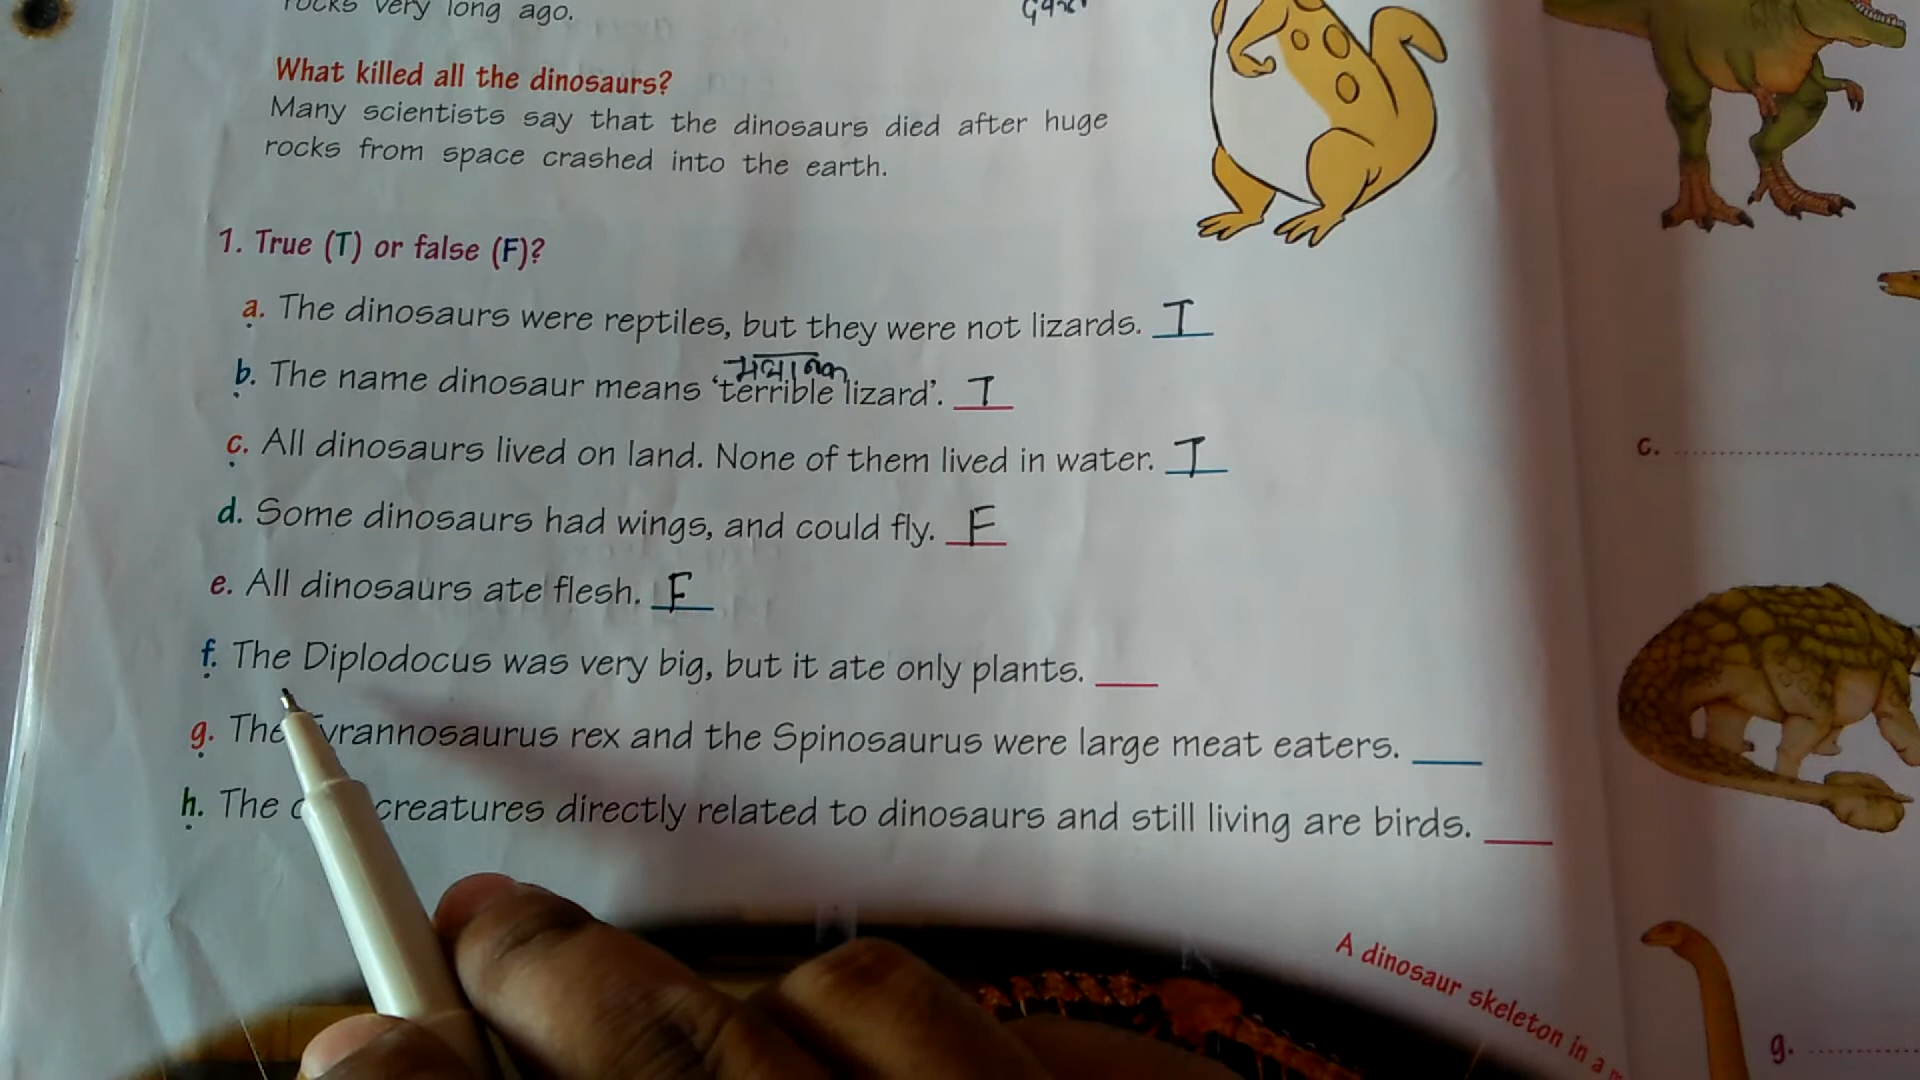 rocks very long ago.
What killed all the dinosaurs?
Many scientists say that the dinosaurs died after huge
rocks from space crashed into the earth.
1. True (T) or false (F)?
a. The dinosaurs were reptiles, but they were not lizards. T
भयानक
b. The name dinosaur means 'terrible lizard'. T
c. All dinosaurs lived on land. None of them lived in water. T
d. Some dinosaurs had wings, and could fly. F
e. All dinosaurs ate flesh. F
f. The Diplodocus was very big, but it ate only plants.
g. The Tyrannosaurus rex and the Spinosaurus were large meat eaters.
h. The creatures directly related to dinosaurs and still living are birds.
A dinosaur skeleton in a
c.
g.